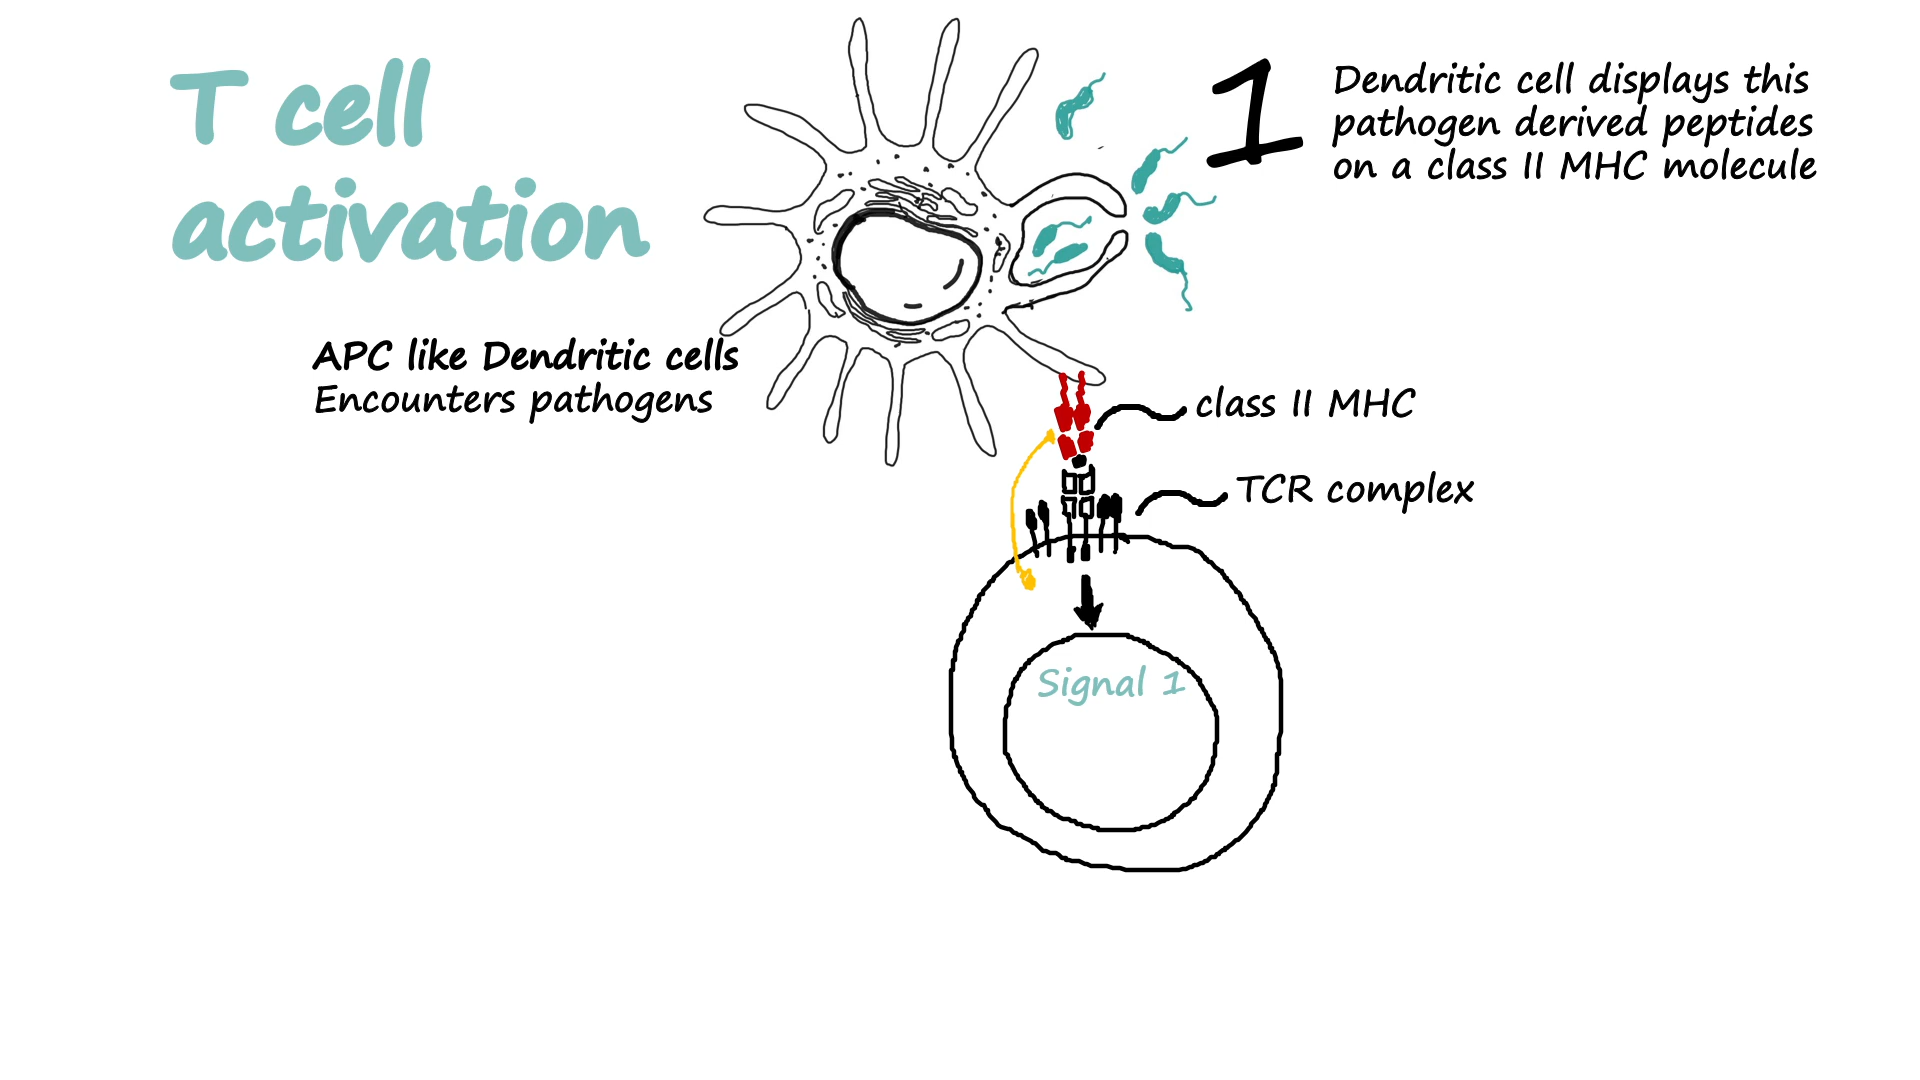 T cell
activation
1
Dendritic cell displays this
pathogen derived peptides
on a class II MHC molecule
APC like Dendritic cells
Encounters pathogens
class II MHC
TCR complex
Signal 1